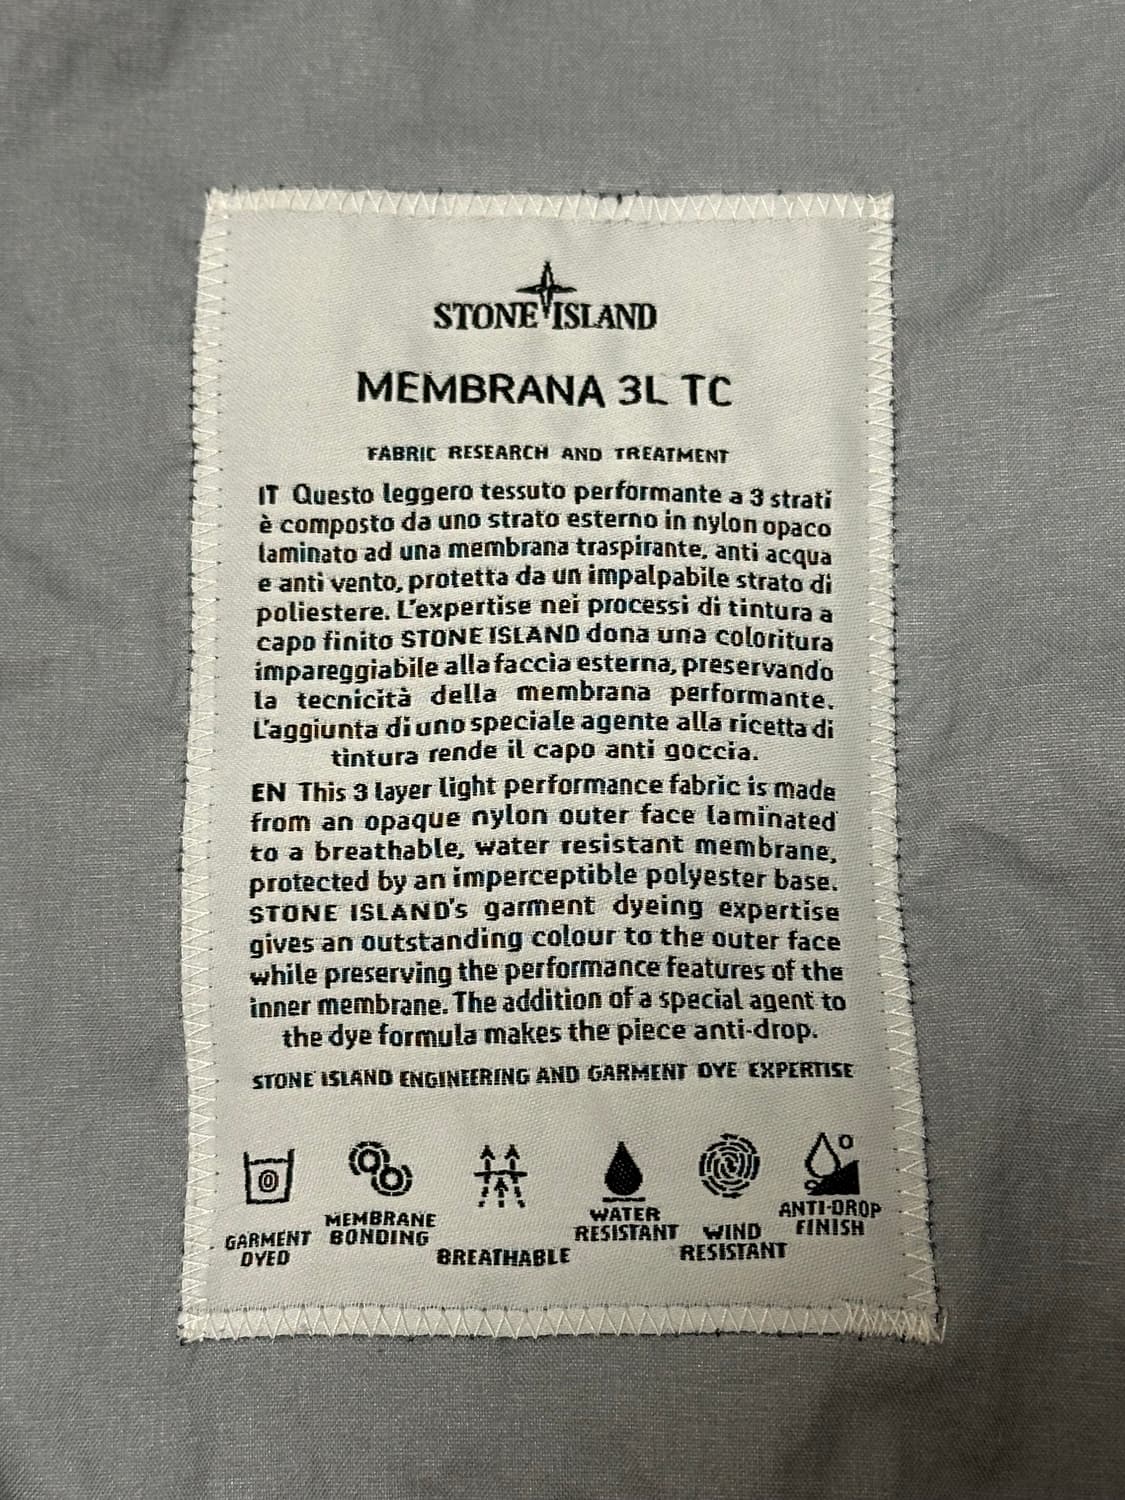 STONE ISLAND
MEMBRANA 3L TC
FABRIC RESEARCH AND TREATMENT
IT Questo leggero tessuto performante a 3 strati
è composto da uno strato esterno in nylon opaco
laminato ad una membrana traspirante, anti acqua
e anti vento, protetta da un impalpabile strato di
poliestere. L'expertise nei processi di tintura a
capo finito STONE ISLAND dona una coloritura
impareggiabile alla faccia esterna, preservando
la tecnicità della membrana performante.
L'aggiunta di uno speciale agente alla ricetta di
tintura rende il capo anti goccia.
EN This 3 layer light performance fabric is made
from an opaque nylon outer face laminated
to a breathable, water resistant membrane,
protected by an imperceptible polyester base.
STONE ISLAND's garment dyeing expertise
gives an outstanding colour to the outer face
while preserving the performance features of the
inner membrane. The addition of a special agent to
the dye formula makes the piece anti-drop.
STONE ISLAND ENGINEERING AND GARMENT DYE EXPERTISE
GARMENT
DYED
MEMBRANE
BONDING
BREATHABLE
WATER
RESISTANT
WIND
RESISTANT
ANTI-DROP
FINISH